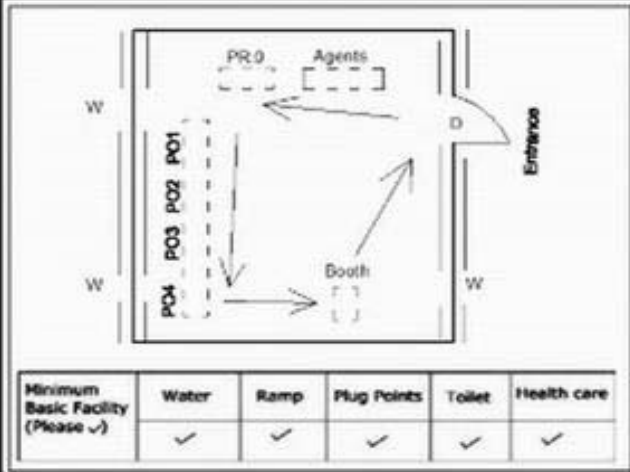 PR.0 Agents
W
D
Entrance
PO1
PO2
PO3
PO4
Booth
W
W
Minimum
Basic Facility
(Please ✓)
Water
Ramp
Plug Points
Toilet
Health care
✓ ✓ ✓ ✓ ✓